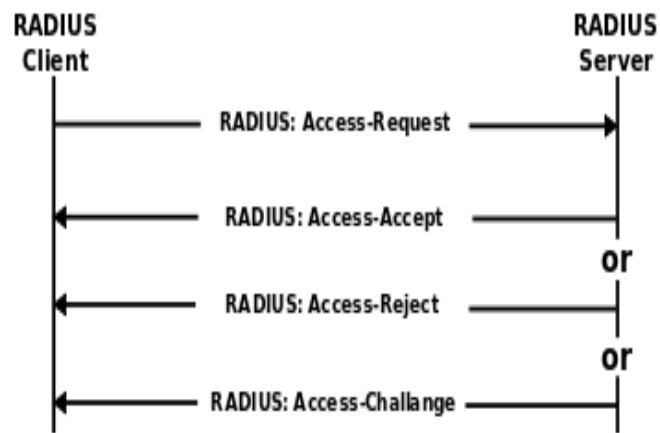 RADIUS
Client
RADIUS
Server
RADIUS: Access-Request
RADIUS: Access-Accept
or
RADIUS: Access-Reject
or
RADIUS: Access-Challange